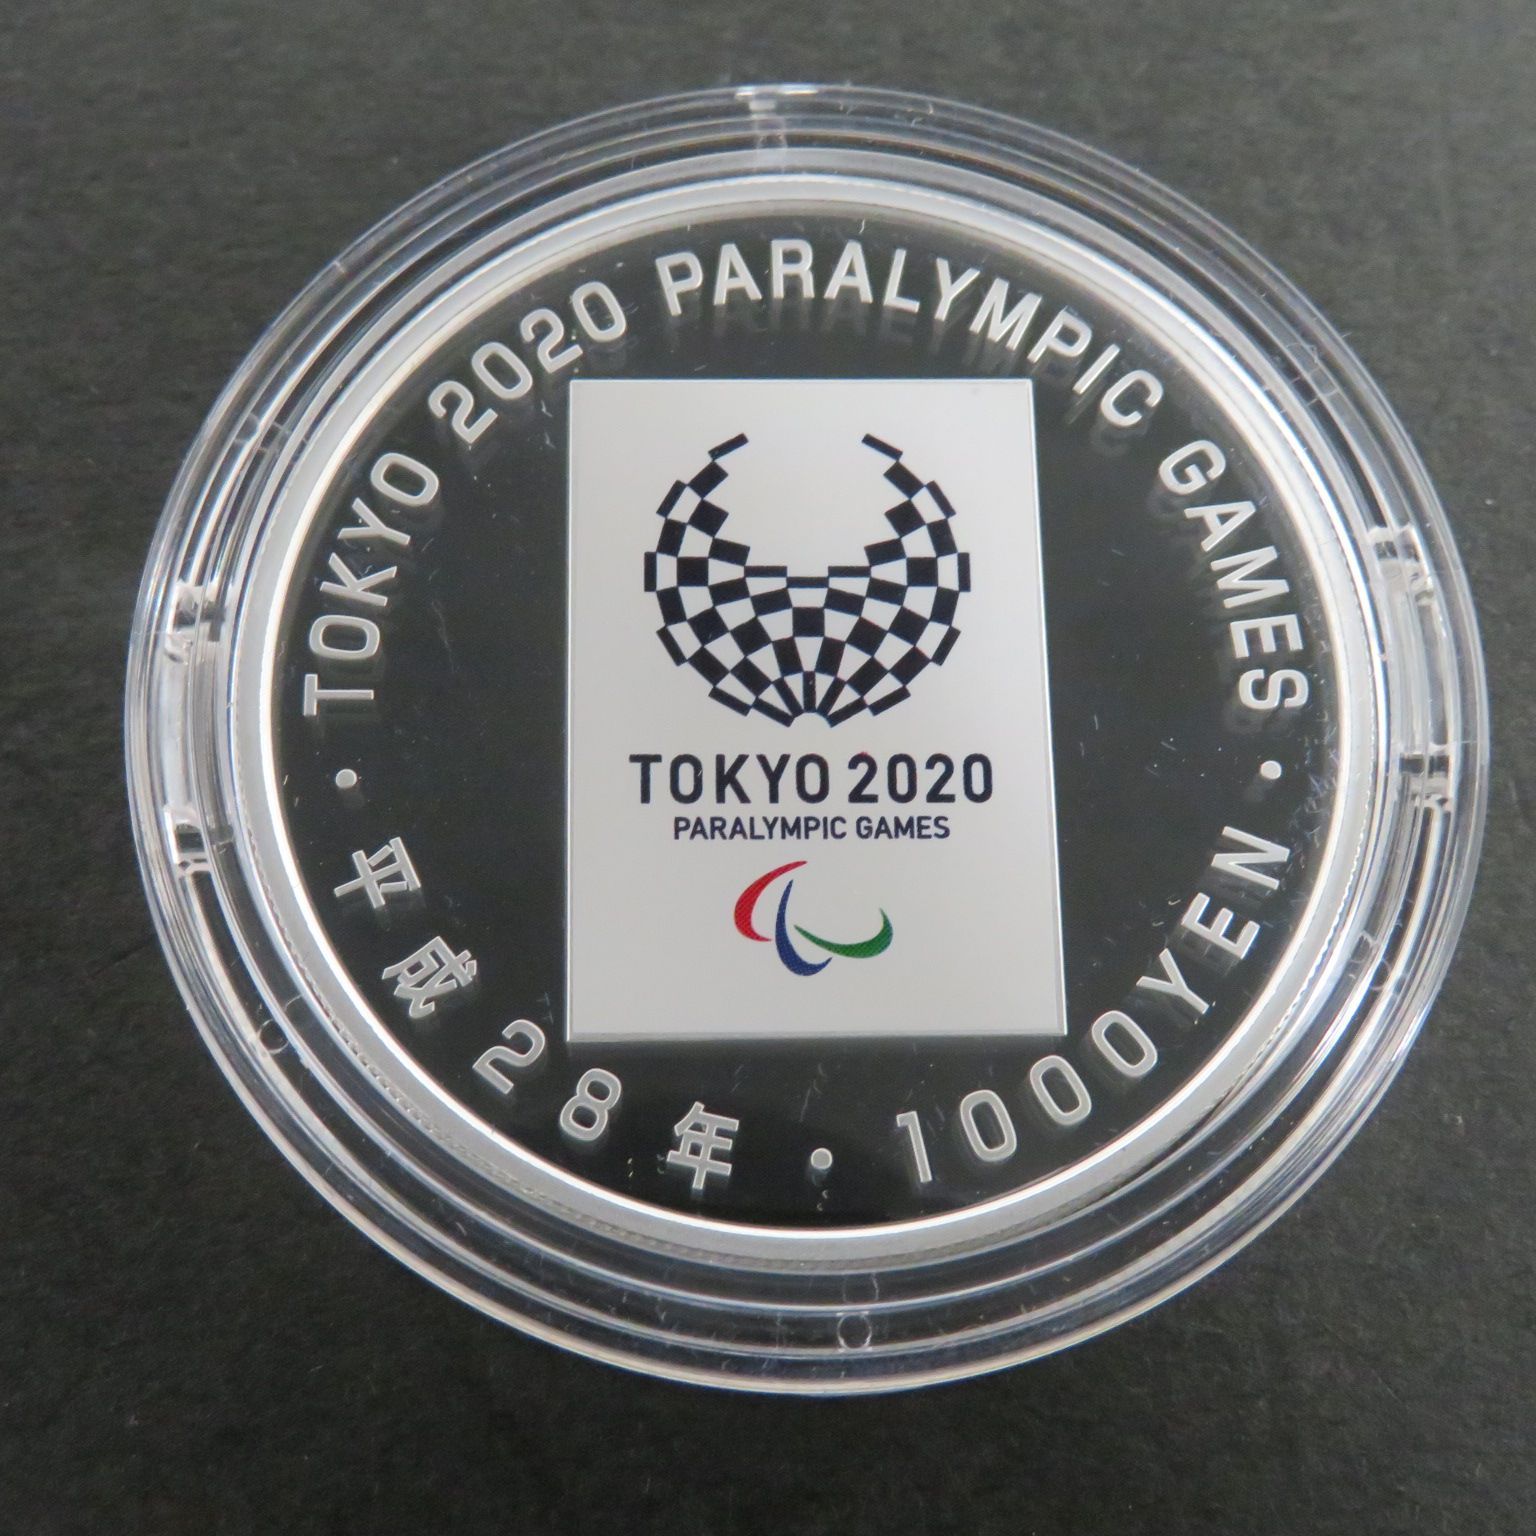 TOKYO 2020 PARALYMPIC GAMES
TOKYO 2020
PARALYMPIC GAMES
平成28年・1000YEN・